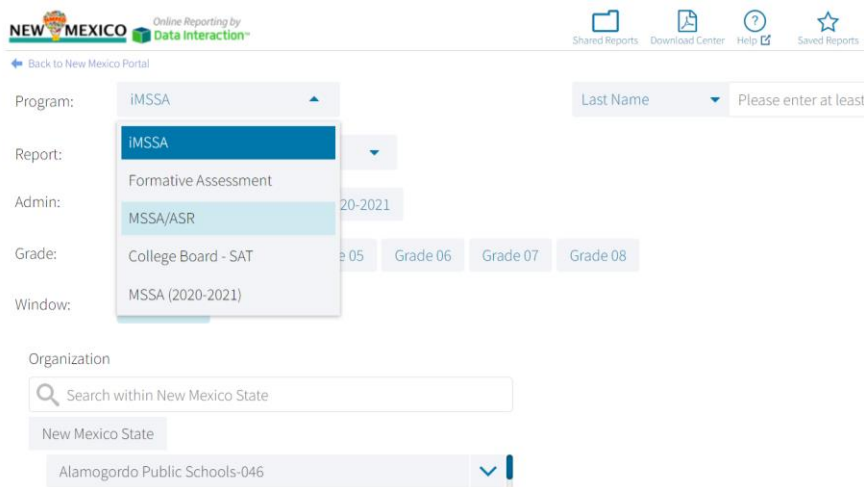 NEW MEXICO Online Reporting by
Data Interaction™
Shared Reports Download Center Help Saved Reports
Back to New Mexico Portal
Program: iMSSA Last Name Please enter at least
iMSSA
Report:
Formative Assessment
Admin: 20-2021
MSSA/ASR
Grade: College Board - SAT e 05 Grade 06 Grade 07 Grade 08
MSSA (2020-2021)
Window:
Organization
Search within New Mexico State
New Mexico State
Alamogordo Public Schools-046